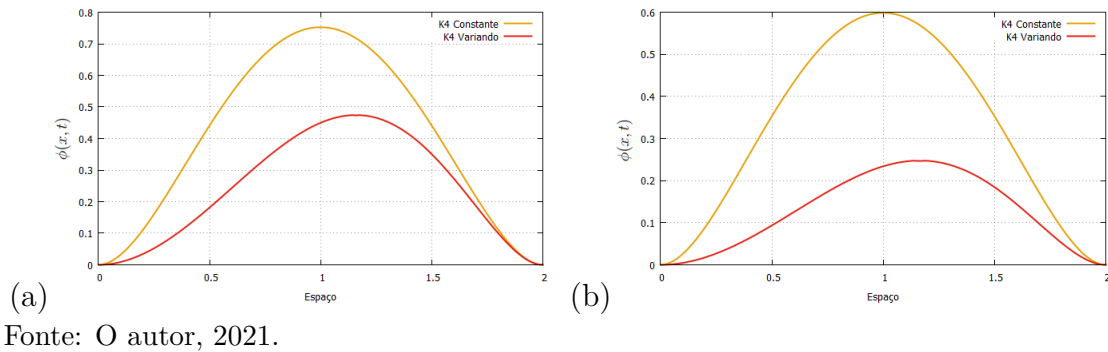 K4 Constante
K4 Variando
0.8
0.7
0.6
0.5
0.4
0.3
0.2
0.1
0
ϕ(x, t)
0
0.5
1
1.5
2
Espaço
(a)
K4 Constante
K4 Variando
0.6
0.5
0.4
0.3
0.2
0.1
0
ϕ(x, t)
0
0.5
1
1.5
2
Espaço
(b)
Fonte: O autor, 2021.